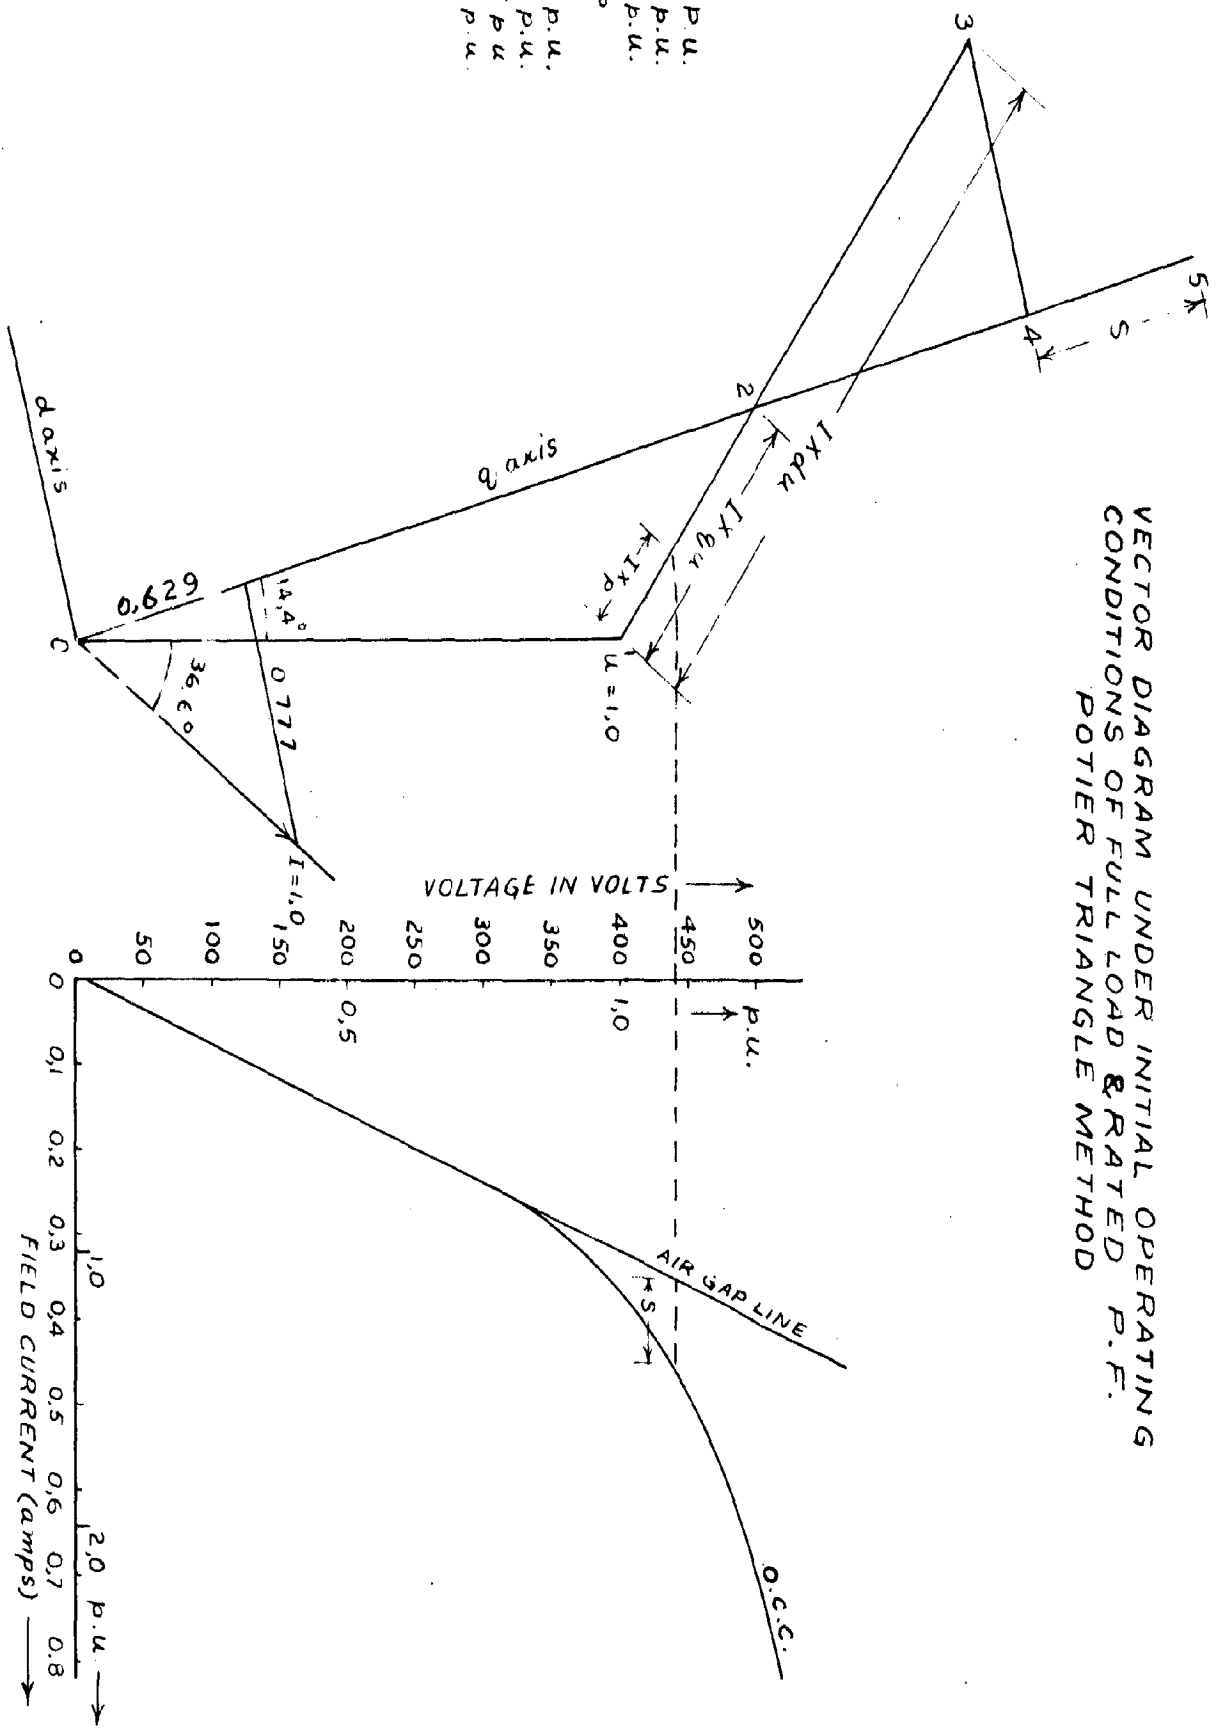 VECTOR DIAGRAM UNDER INITIAL OPERATING
CONDITIONS OF FULL LOAD & RATED P.F.
POTIER TRIANGLE METHOD
p.u.
p.u.
p.u.
p.u.
p.u.
p u
p.u.
3
5
S
4
2
Ixdu
Ixqu
Ixp
1
u=1,0
q axis
d axis
0,629
14,4°
0 777
C
I=1,0
VOLTAGE IN VOLTS
500
450
400
350
300
250
200
150
100
50
0
p.u.
1,0
0,5
AIR GAP LINE
S
O.C.C.
0
0,1
0,2
0,3
0,4
0.5
0,6
0,7
0.8
1,0
2,0 p.u.
FIELD CURRENT (amps)